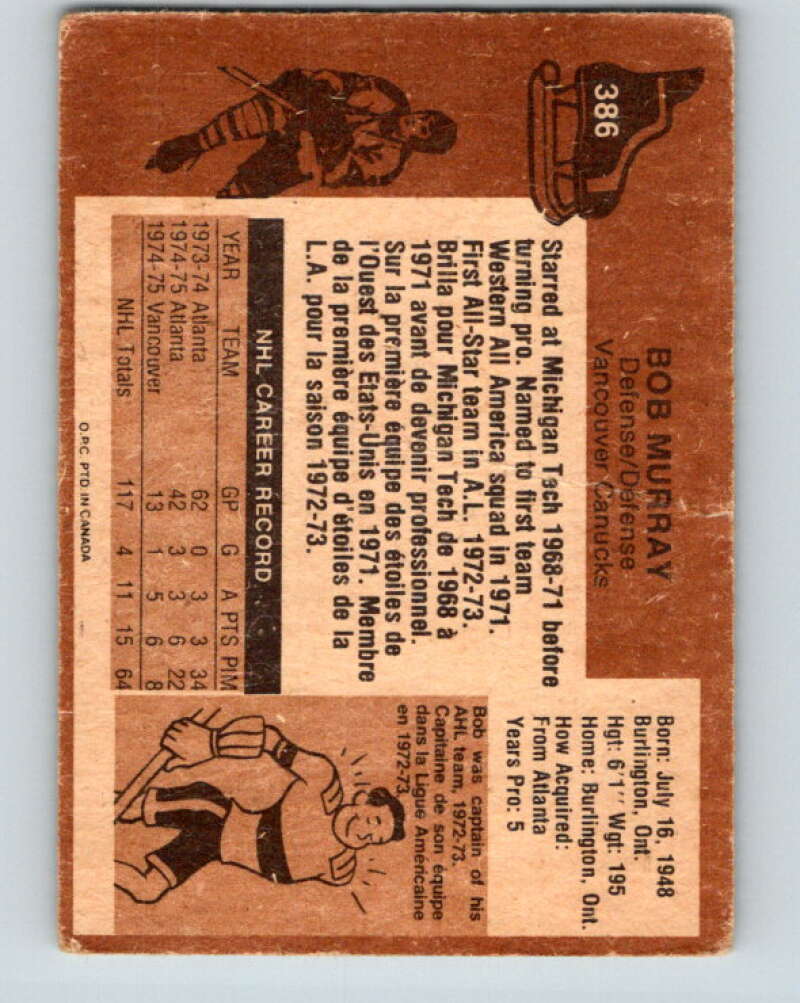 386
BOB MURRAY
Defense/Defense
Vancouver Canucks
Born: July 16, 1948
Burlington, Ont.
Hgt: 6'1'' Wgt: 195
Home: Burlington, Ont.
How Acquired:
From Atlanta
Years Pro: 5
Starred at Michigan Tech 1968-71 before
turning pro. Named to first team
Western All America squad in 1971.
First All-Star team in A.L. 1972-73.
Brilla pour Michigan Tech de 1968 à
1971 avant de devenir professionnel.
Sur la première équipe des étoiles de
l'Ouest des Etats-Unis en 1971. Membre
de la première équipe d'étoiles de la
L.A. pour la saison 1972-73.
NHL CAREER RECORD
YEAR TEAM GP G A PTS PIM
1973-74 Atlanta 62 0 3 3 34
1974-75 Atlanta 42 3 3 6 22
1974-75 Vancouver 13 1 5 6 8
NHL Totals 117 4 11 15 64
Bob was captain of his
AHL team, 1972-73.
Capitaine de son équipe
dans la Ligue Américaine
en 1972-73.
O.P.C. PTD. IN CANADA